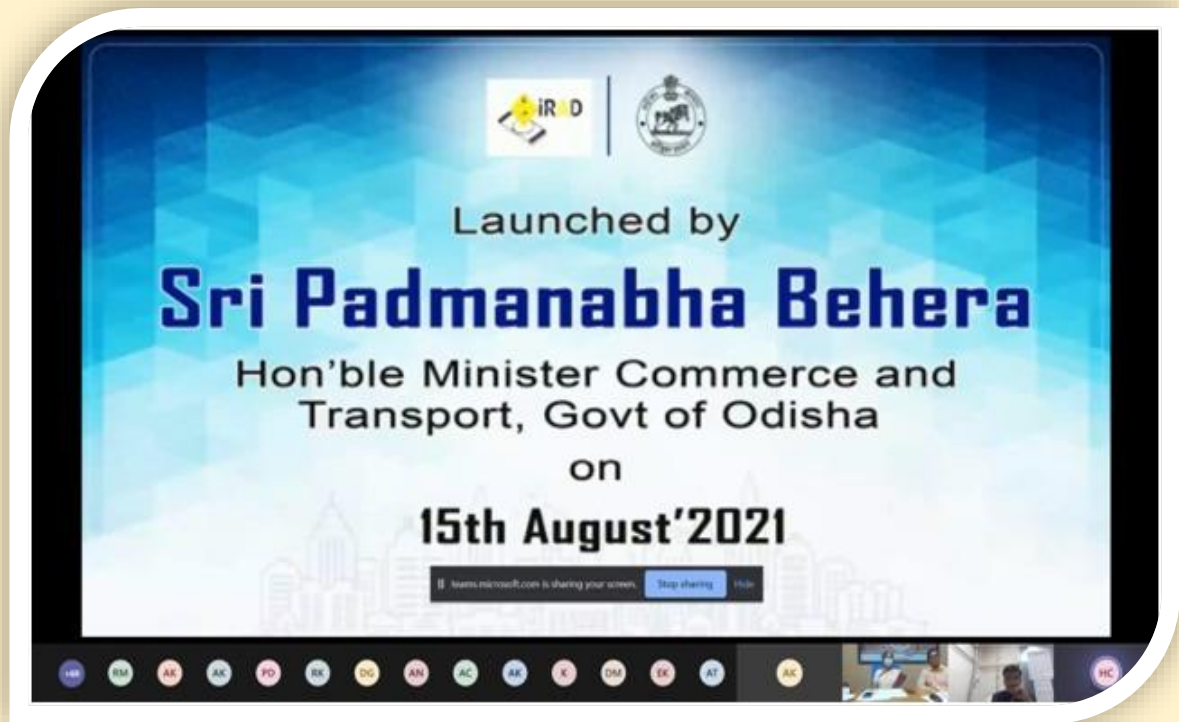 iRAD
Launched by
Sri Padmanabha Behera
Hon'ble Minister Commerce and
Transport, Govt of Odisha
on
15th August'2021
teams.microsoft.com is sharing your screen.
Stop sharing
Hide
RM
AK
AK
PD
RK
DG
AN
AC
AK
K
DM
EK
AT
AK
HC